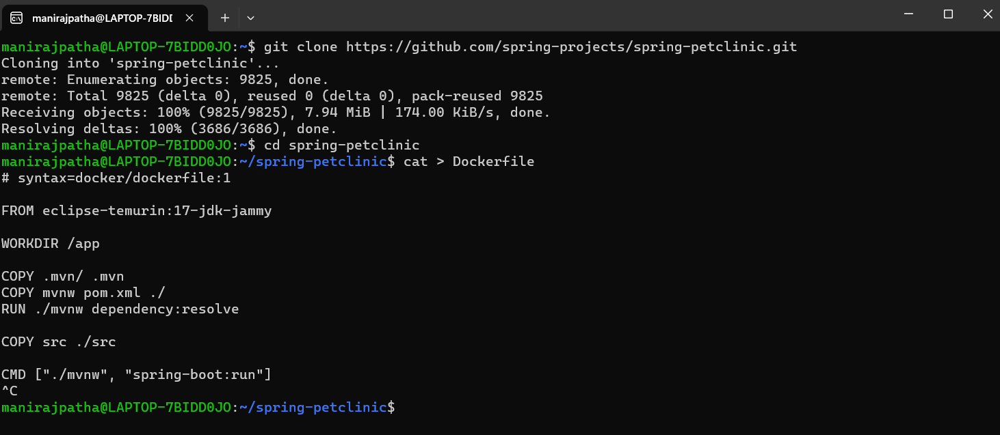 manirajpatha@LAPTOP-7BID
manirajpatha@LAPTOP-7BIDD0JO:~$ git clone https://github.com/spring-projects/spring-petclinic.git
Cloning into 'spring-petclinic'...
remote: Enumerating objects: 9825, done.
remote: Total 9825 (delta 0), reused 0 (delta 0), pack-reused 9825
Receiving objects: 100% (9825/9825), 7.94 MiB | 174.00 KiB/s, done.
Resolving deltas: 100% (3686/3686), done.
manirajpatha@LAPTOP-7BIDD0JO:~$ cd spring-petclinic
manirajpatha@LAPTOP-7BIDD0JO:~/spring-petclinic$ cat > Dockerfile
# syntax=docker/dockerfile:1
FROM eclipse-temurin:17-jdk-jammy
WORKDIR /app
COPY .mvn/ .mvn
COPY mvnw pom.xml ./
RUN ./mvnw dependency:resolve
COPY src ./src
CMD ["./mvnw", "spring-boot:run"]
^C
manirajpatha@LAPTOP-7BIDD0JO:~/spring-petclinic$